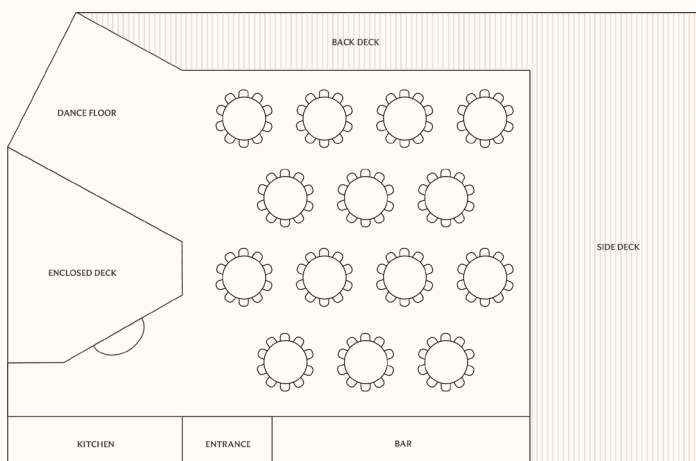 BACK DECK
DANCE FLOOR
SIDE DECK
ENCLOSED DECK
KITCHEN
ENTRANCE
BAR